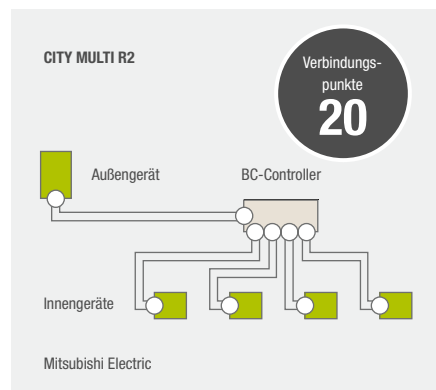 CITY MULTI R2
Verbindungs-
punkte
20
Außengerät
BC-Controller
Innengeräte
Mitsubishi Electric